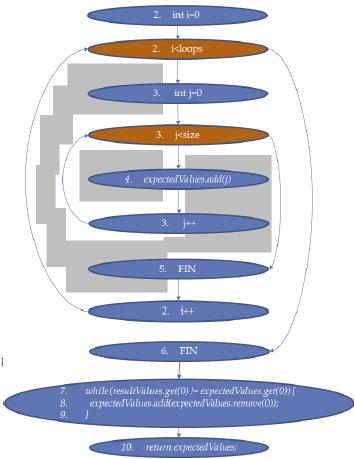 2. int i=0
2. i<loops
3. int j=0
3. j<size
4. expectedValues.add(j)
3. j++
5. FIN
2. i++
6. FIN
7. while (resultValues.get(0) != expectedValues.get(0)) {
8. expectedValues.add(expectedValues.remove(0));
9. }
10. return expectedValues;